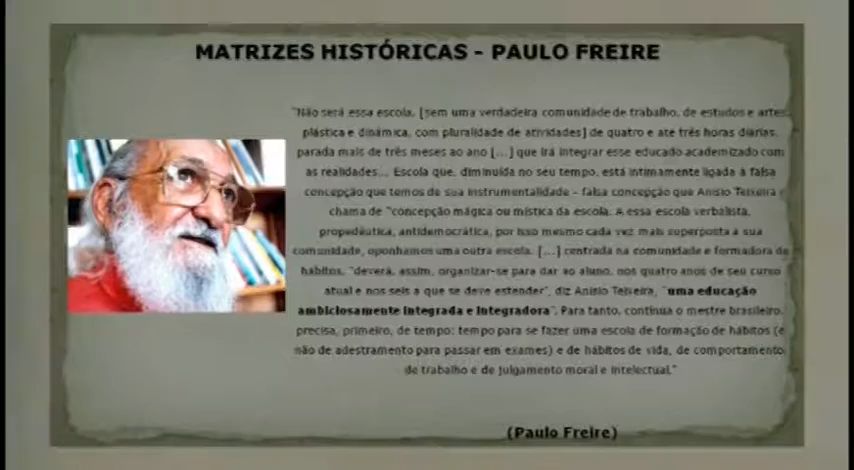 MATRIZES HISTÓRICAS - PAULO FREIRE
"Não será essa escola, [sem uma verdadeira comunidade de trabalho, de estudos e artes
plástica e dinâmica, com pluralidade de atividades] de quatro e até três horas diárias,
parada mais de três meses ao ano [...] que irá integrar esse educado academizado com
as realidades... Escola que, diminuída no seu tempo, está intimamente ligada à falsa
concepção que temos de sua instrumentalidade – falsa concepção que Anísio Teixeira
chama de "concepção mágica ou mística da escola. A essa escola verbalista,
propedêutica, antidemocrática, por isso mesmo cada vez mais superposta à sua
comunidade, oponhamos uma outra escola. [...] centrada na comunidade e formadora de
hábitos. "deverá, assim, organizar-se para dar ao aluno, nos quatro anos de seu curso
atual e nos seis a que se deve estender", diz Anísio Teixeira, "uma educação
ambiciosamente integrada e integradora". Para tanto, continua o mestre brasileiro,
precisa, primeiro, de tempo: tempo para se fazer uma escola de formação de hábitos (e
não de adestramento para passar em exames) e de hábitos de vida, de comportamento
de trabalho e de julgamento moral e intelectual."
(Paulo Freire)